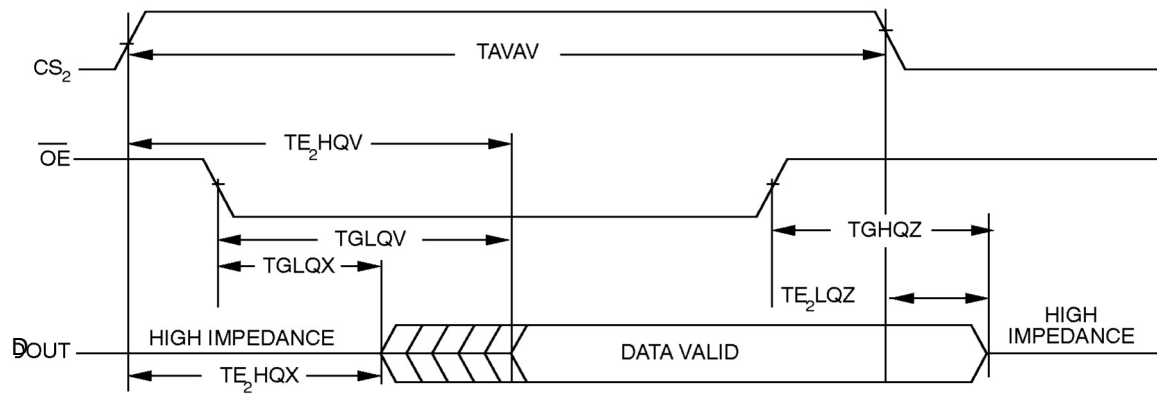 TAVAV
CS₂
TE₂HQV
OE
TGLQV
TGHQZ
TGLQX
TE₂LQZ
HIGH IMPEDANCE
DATA VALID
HIGH
IMPEDANCE
DOUT
TE₂HQX